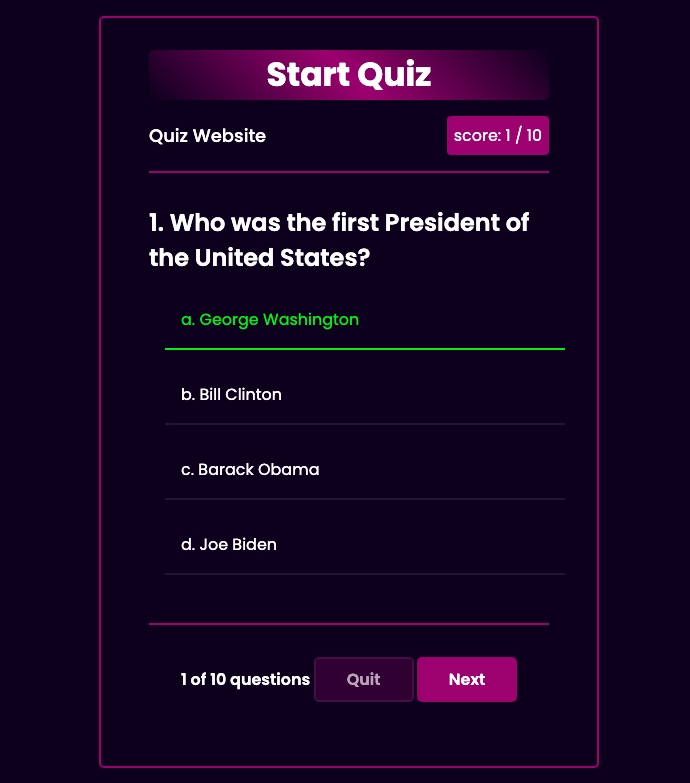 Start Quiz
Quiz Website
score: 1 / 10
1. Who was the first President of
the United States?
a. George Washington
b. Bill Clinton
c. Barack Obama
d. Joe Biden
1 of 10 questions
Quit
Next